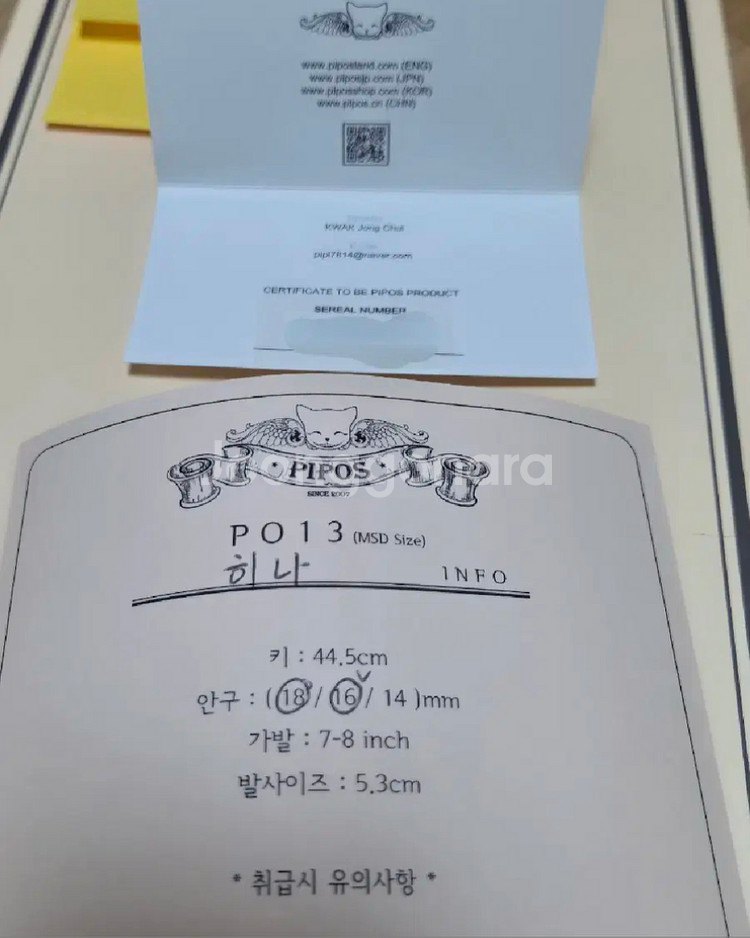 www.piposland.com (ENG)
www.piposjp.com (JPN)
www.piposshop.com (KOR)
www.pipos.cn (CHN)
KWAK Jong Chul
pipi7814@naver.com
CERTIFICATE TO BE PIPOS PRODUCT
SEREAL NUMBER
PIPOS
SINCE 2007
PO13 (MSD Size)
히나
INFO
키 : 44.5cm
안구 : ( 18 / 16 / 14 )mm
가발 : 7-8 inch
발사이즈 : 5.3cm
* 취급시 유의사항 *